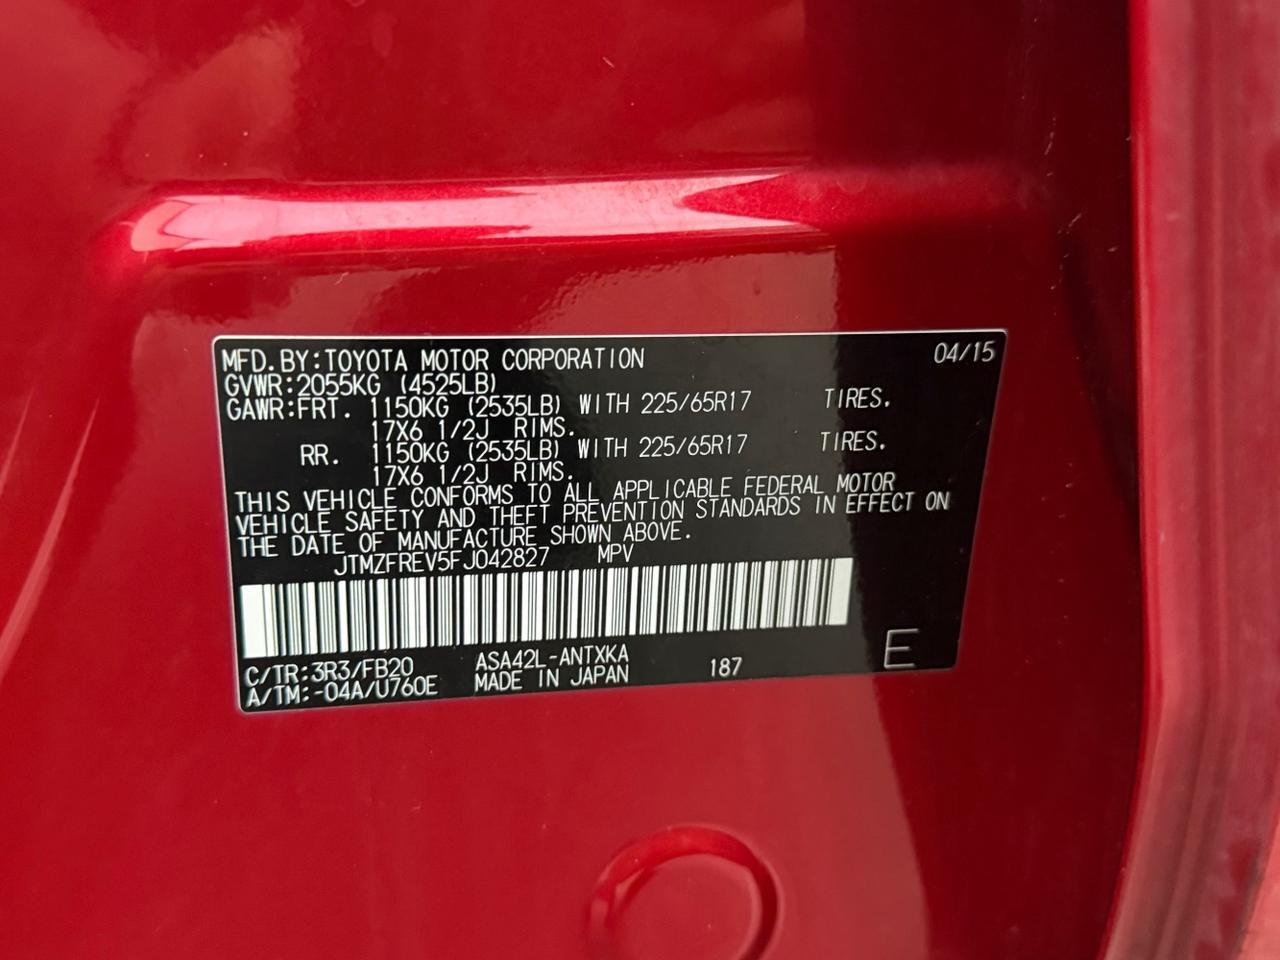 MFD.BY:TOYOTA MOTOR CORPORATION 04/15
GVWR:2055KG (4525LB)
GAWR:FRT. 1150KG (2535LB) WITH 225/65R17 TIRES.
17X6 1/2J RIMS.
RR. 1150KG (2535LB) WITH 225/65R17 TIRES.
17X6 1/2J RIMS.
THIS VEHICLE CONFORMS TO ALL APPLICABLE FEDERAL MOTOR
VEHICLE SAFETY AND THEFT PREVENTION STANDARDS IN EFFECT ON
THE DATE OF MANUFACTURE SHOWN ABOVE.
JTMZFREV5FJ042827 MPV
C/TR:3R3/FB20 ASA42L-ANTXKA 187 E
A/TM:-04A/U760E MADE IN JAPAN